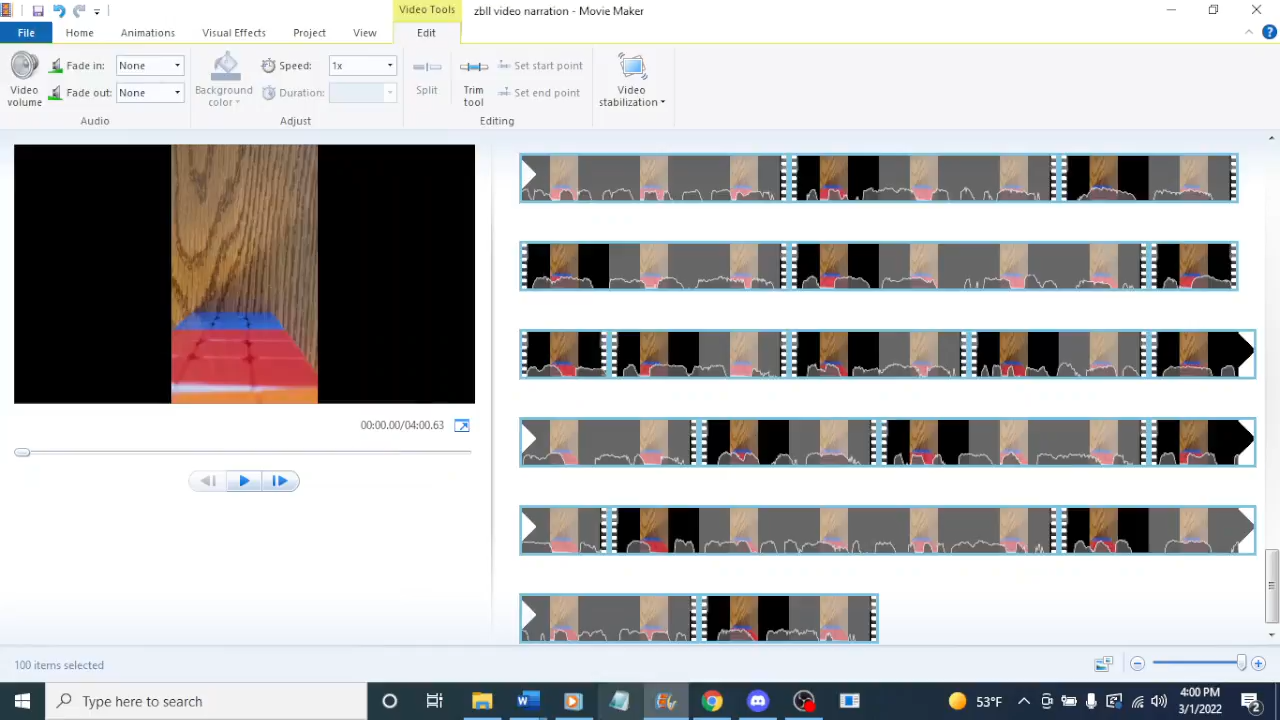 Video Tools
zbll video narration - Movie Maker
File
Home
Animations
Visual Effects
Project
View
Edit
Video volume
Fade in:
None
Fade out:
None
Background color
Speed:
1x
Duration:
Split
Trim tool
Set start point
Set end point
Video stabilization
Audio
Adjust
Editing
00:00.00/04:00.63
100 items selected
Type here to search
53°F
4:00 PM
3/1/2022
2